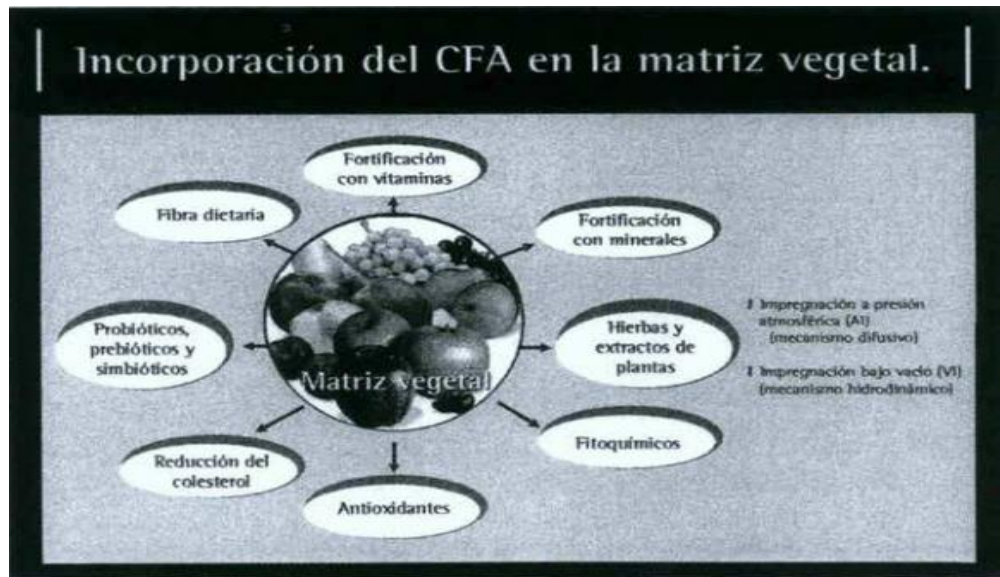 Incorporación del CFA en la matriz vegetal.
Fortificación
con vitaminas
Fibra dietaria
Fortificación
con minerales
Probióticos,
prebióticos y
simbióticos
Matriz vegetal
Hierbas y
extractos de
plantas
Impregnación a presión
atmosférica (AI)
(mecanismo difusivo)
Impregnación bajo vacío (VI)
(mecanismo hidrodinámico)
Reducción del
colesterol
Fitoquímicos
Antioxidantes